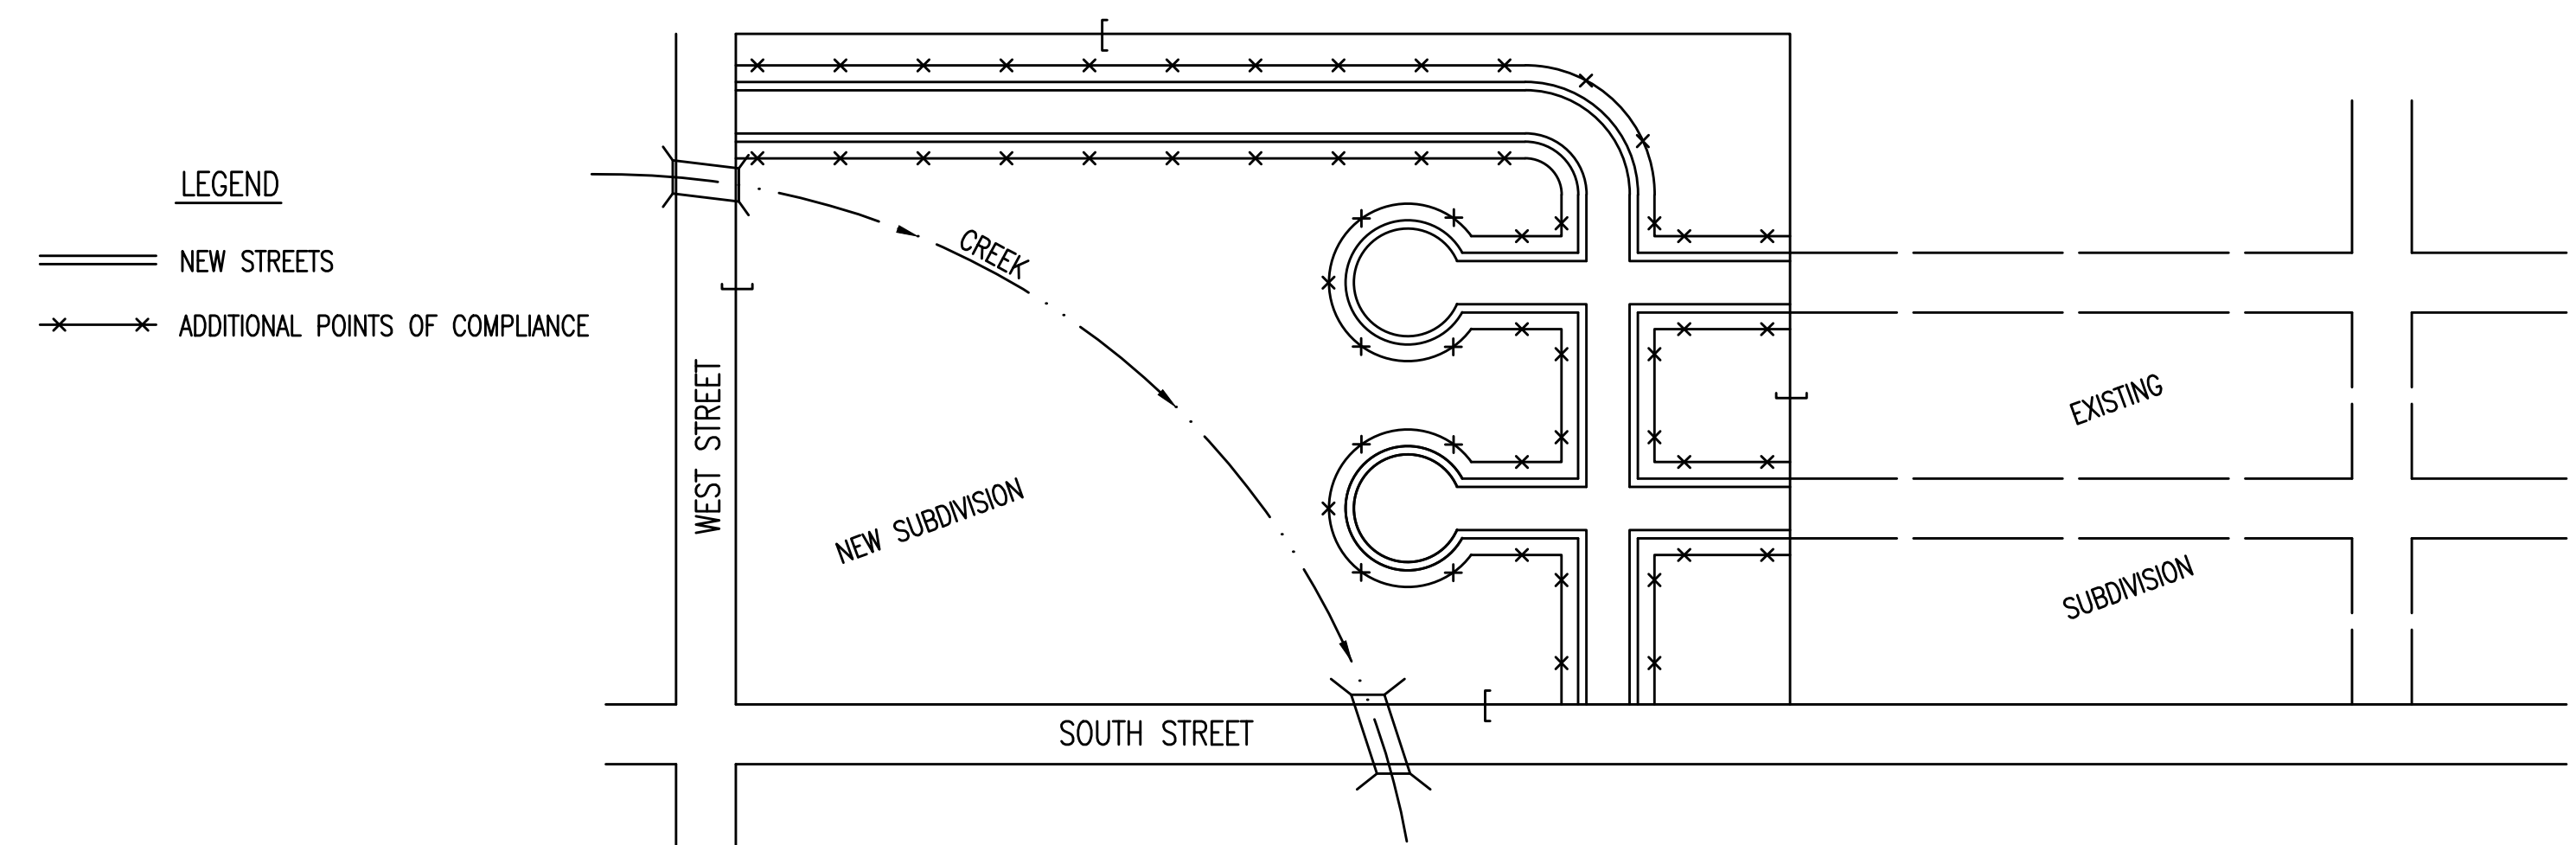 LEGEND
NEW STREETS
ADDITIONAL POINTS OF COMPLIANCE
CREEK
WEST STREET
NEW SUBDIVISION
SOUTH STREET
EXISTING
SUBDIVISION